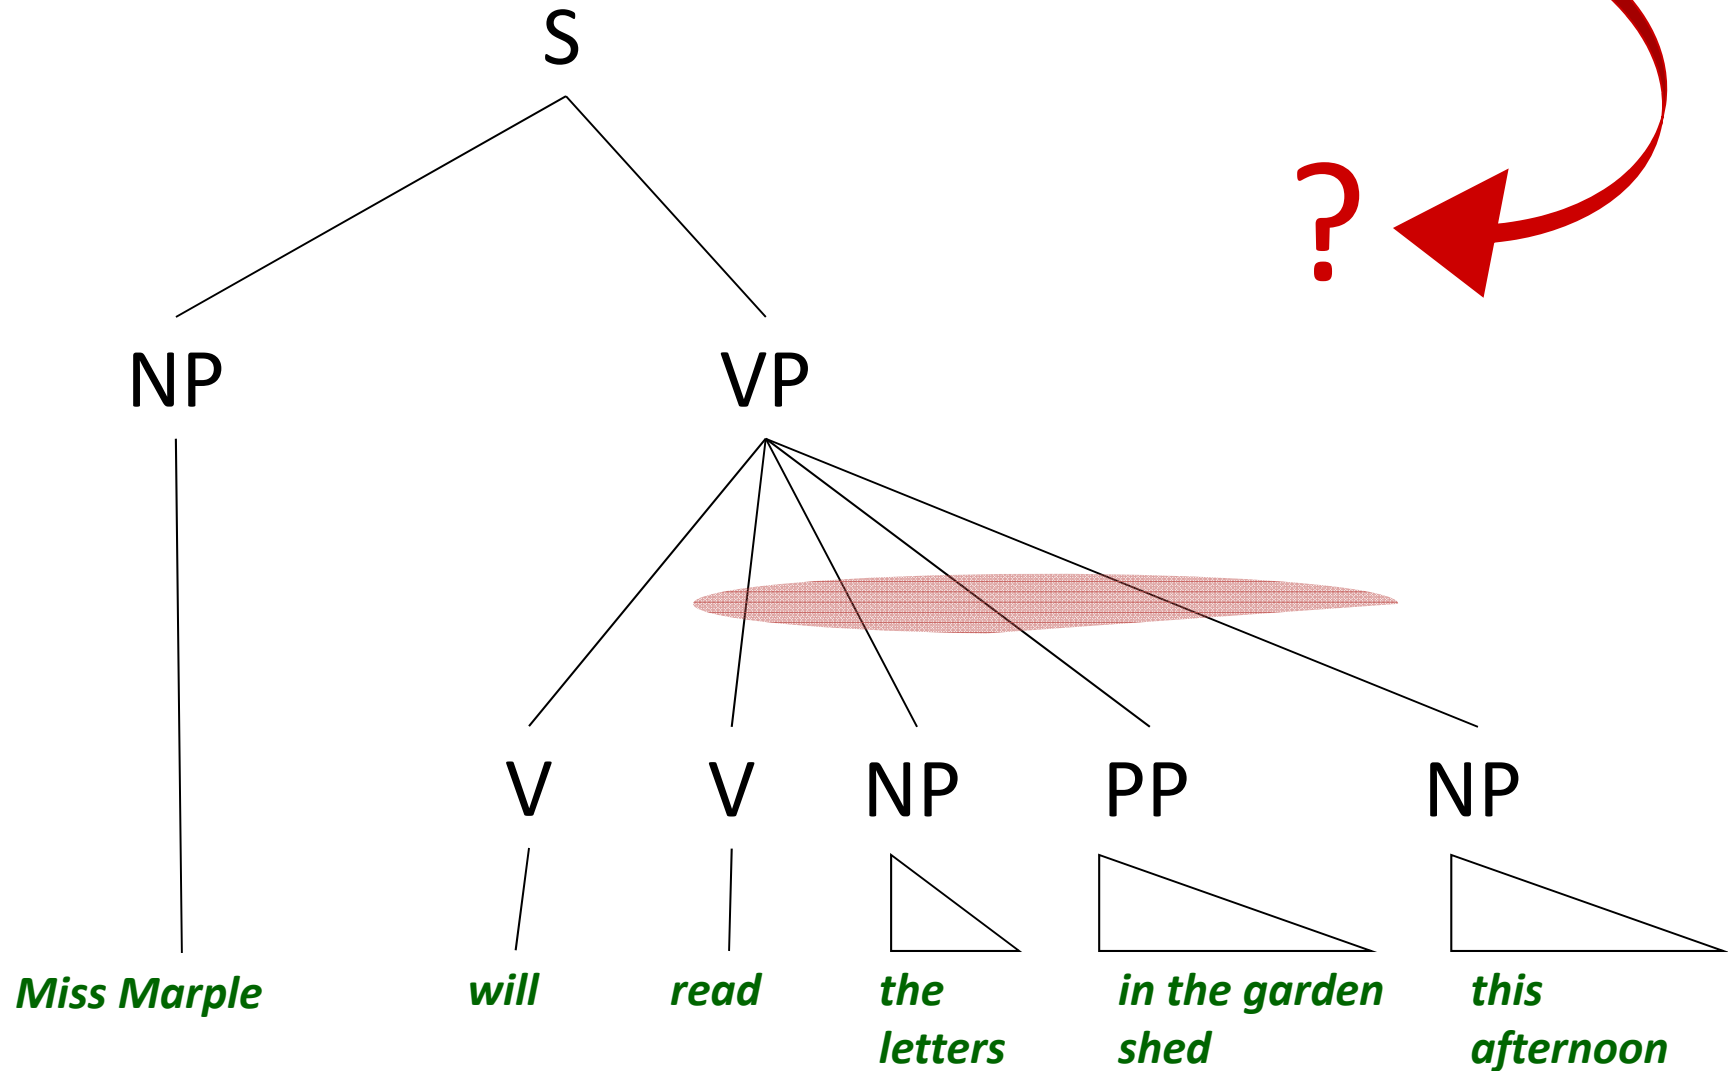 S
?
NP VP
V V NP PP NP
Miss Marple will read the in the garden this
letters shed afternoon